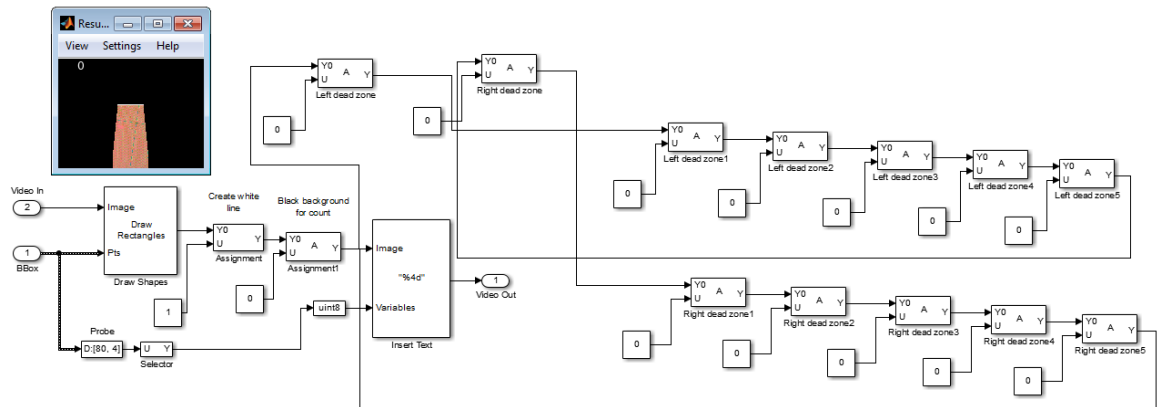 Resu...
View Settings Help
0
Y0 U A Y
Left dead zone
0
Y0 U A Y
Right dead zone
0
Y0 U A Y
Left dead zone1
0
Y0 U A Y
Left dead zone2
0
Y0 U A Y
Left dead zone3
0
Y0 U A Y
Left dead zone4
0
Y0 U A Y
Left dead zone5
0
Video In
2
BBox
1
Image
Draw
Rectangles
Pts
Draw Shapes
Create white
line
Y0 U Y
Assignment
1
Black background
for count
Y0 U A Y
Assignment1
0
Image
"%4d"
Variables
Insert Text
1
Video Out
uint8
Probe
D:[80, 4]
U Y
Selector
Y0 U A Y
Right dead zone1
0
Y0 U A Y
Right dead zone2
0
Y0 U A Y
Right dead zone3
0
Y0 U A Y
Right dead zone4
0
Y0 U A Y
Right dead zone5
0